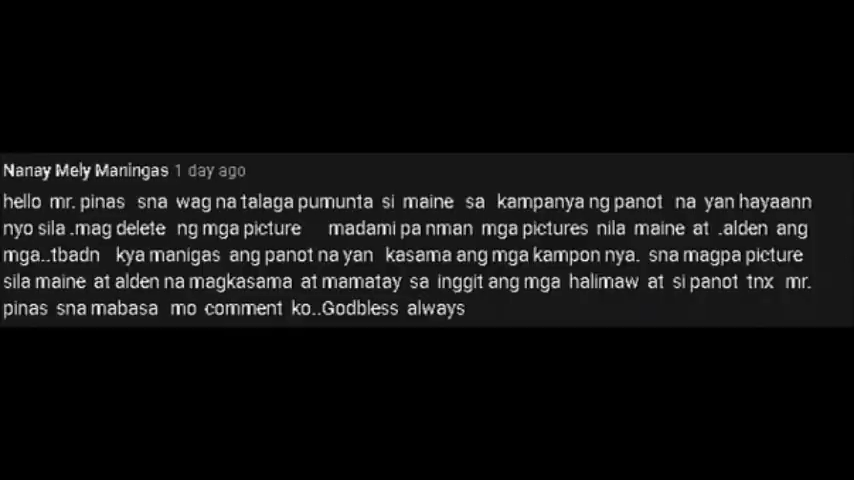 Nanay Mely Maningas 1 day ago
hello mr. pinas sna wag na talaga pumunta si maine sa kampanya ng panot na yan hayaann
nyo sila .mag delete ng mga picture madami pa nman mga pictures nila maine at .alden ang
mga..tbadn kya manigas ang panot na yan kasama ang mga kampon nya. sna magpa picture
sila maine at alden na magkasama at mamatay sa inggit ang mga halimaw at si panot tnx mr.
pinas sna mabasa mo comment ko..Godbless always